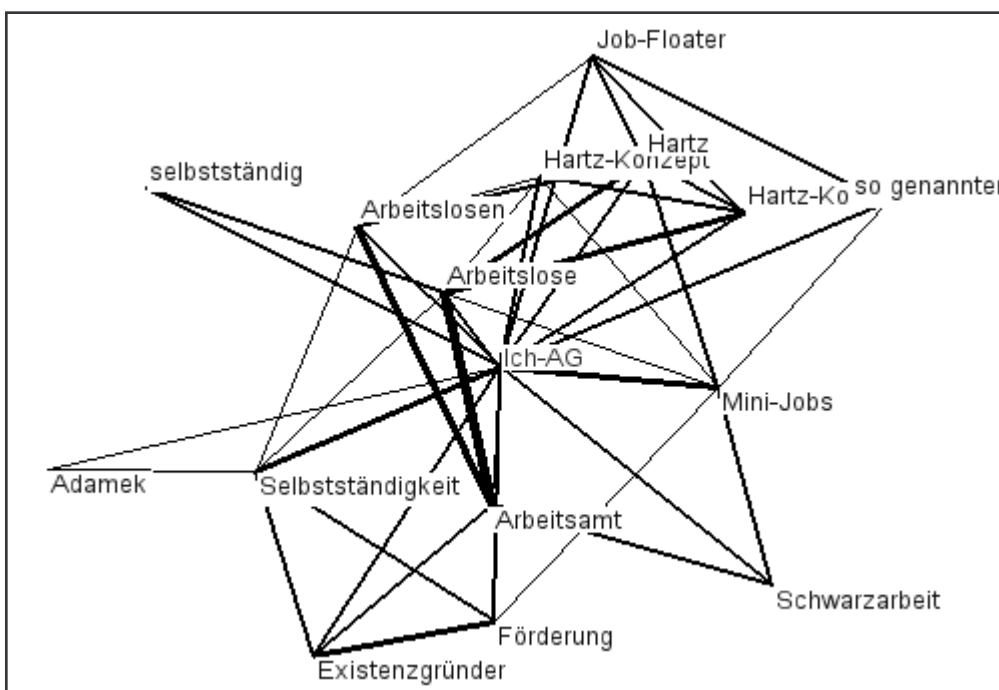 Job-Floater
Hartz
Hartz-Konzept
selbstständig
Hartz-Ko
so genannten
Arbeitslosen
Arbeitslose
Ich-AG
Mini-Jobs
Adamek
Selbstständigkeit
Arbeitsamt
Schwarzarbeit
Förderung
Existenzgründer